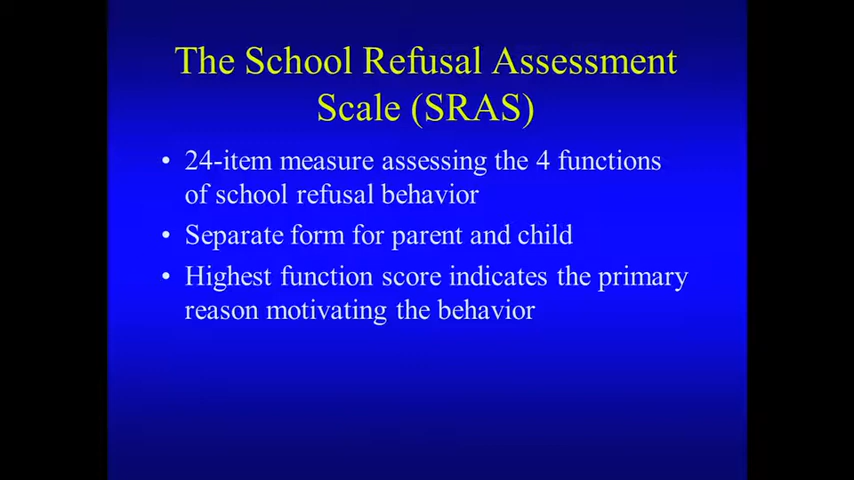 The School Refusal Assessment
Scale (SRAS)
• 24-item measure assessing the 4 functions
of school refusal behavior
• Separate form for parent and child
• Highest function score indicates the primary
reason motivating the behavior